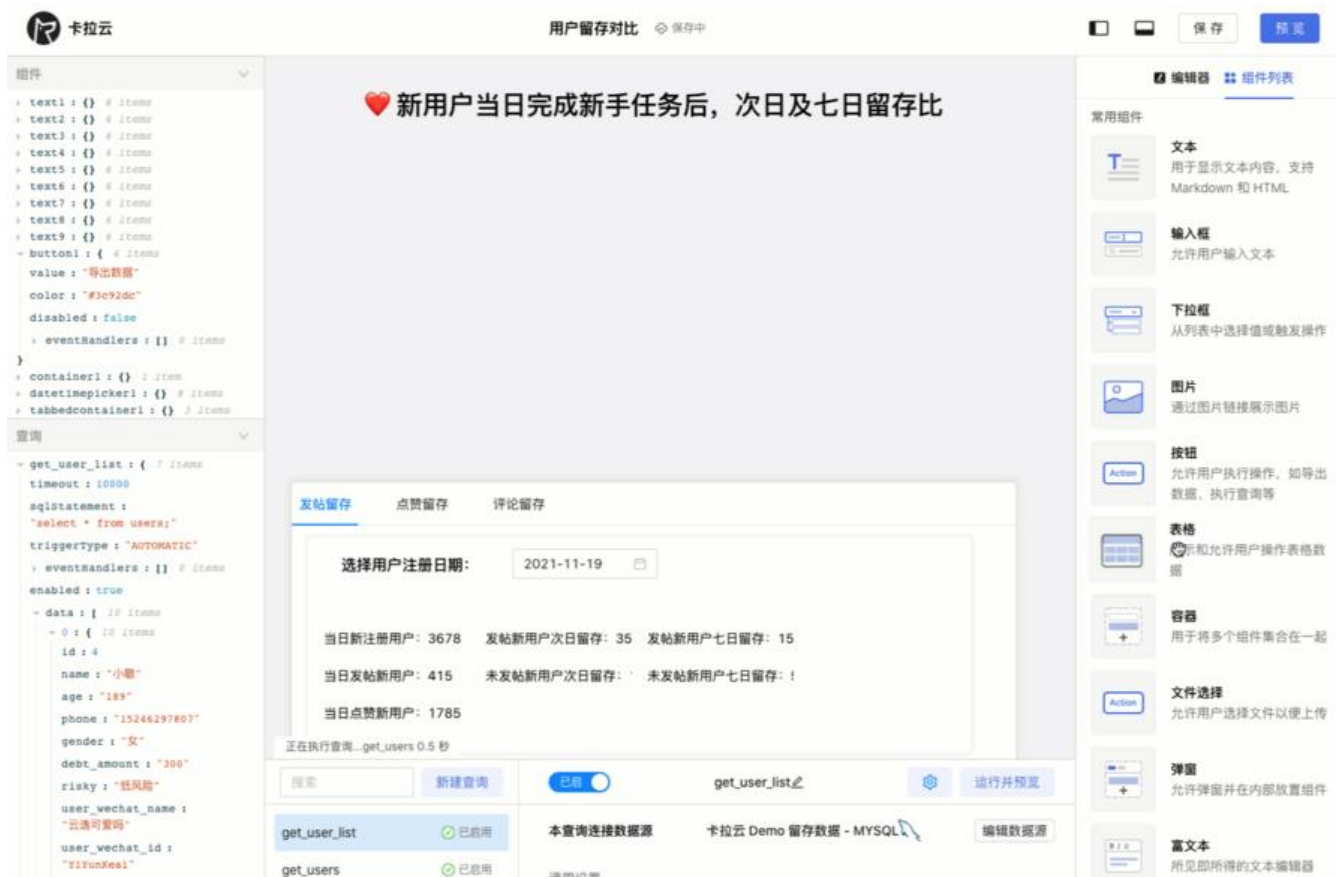 卡拉云
用户留存对比 保存中
保存
预览
组件
text1 : {} 6 items
text2 : {} 6 items
text3 : {} 6 items
text4 : {} 6 items
text5 : {} 6 items
text6 : {} 6 items
text7 : {} 6 items
text8 : {} 6 items
text9 : {} 6 items
button1 : { 4 items
value : "导出数据"
color : "#3c92dc"
disabled : false
eventHandlers : [] 0 items
}
container1 : {} 1 item
datetimepicker1 : {} items
tabbedcontainer1 : {} 3 items
查询
get_user_list : { 7 items
timeout : 10000
sqlStatement :
"select * from users;"
triggerType : "AUTOMATIC"
eventHandlers : [] 0 items
enabled : true
data : [ 10 items
0 : { 10 items
id : 4
name : "小敏"
age : "189"
phone : "15246297807"
gender : "女"
debt_amount : "300"
risky : "低风险"
user_wechat_name :
user_wechat_id :
"YiYunKeai"
❤️ 新用户当日完成新手任务后，次日及七日留存比
发帖留存 点赞留存 评论留存
选择用户注册日期： 2021-11-19
当日新注册用户：3678 发帖新用户次日留存：35 发帖新用户七日留存：15
当日发帖新用户：415 未发帖新用户次日留存： 未发帖新用户七日留存：
当日点赞新用户：1785
正在执行查询...get_users 0.5 秒
搜索 新建查询 已启 get_user_list 运行并预览
get_user_list 已启用 本查询连接数据源 卡拉云 Demo 留存数据 - MYSQL 编辑数据源
get_users 已启用
编辑器 组件列表
常用组件
文本
用于显示文本内容，支持
Markdown 和 HTML
输入框
允许用户输入文本
下拉框
从列表中选择值或触发操作
图片
通过图片链接展示图片
Action
按钮
允许用户执行操作，如导出
数据、执行查询等
表格
示和允许用户操作表格数
据
容器
用于将多个组件集合在一起
Action
文件选择
允许用户选择文件以便上传
弹窗
允许弹窗并在内部放置组件
富文本
所见即所得的文本编辑器